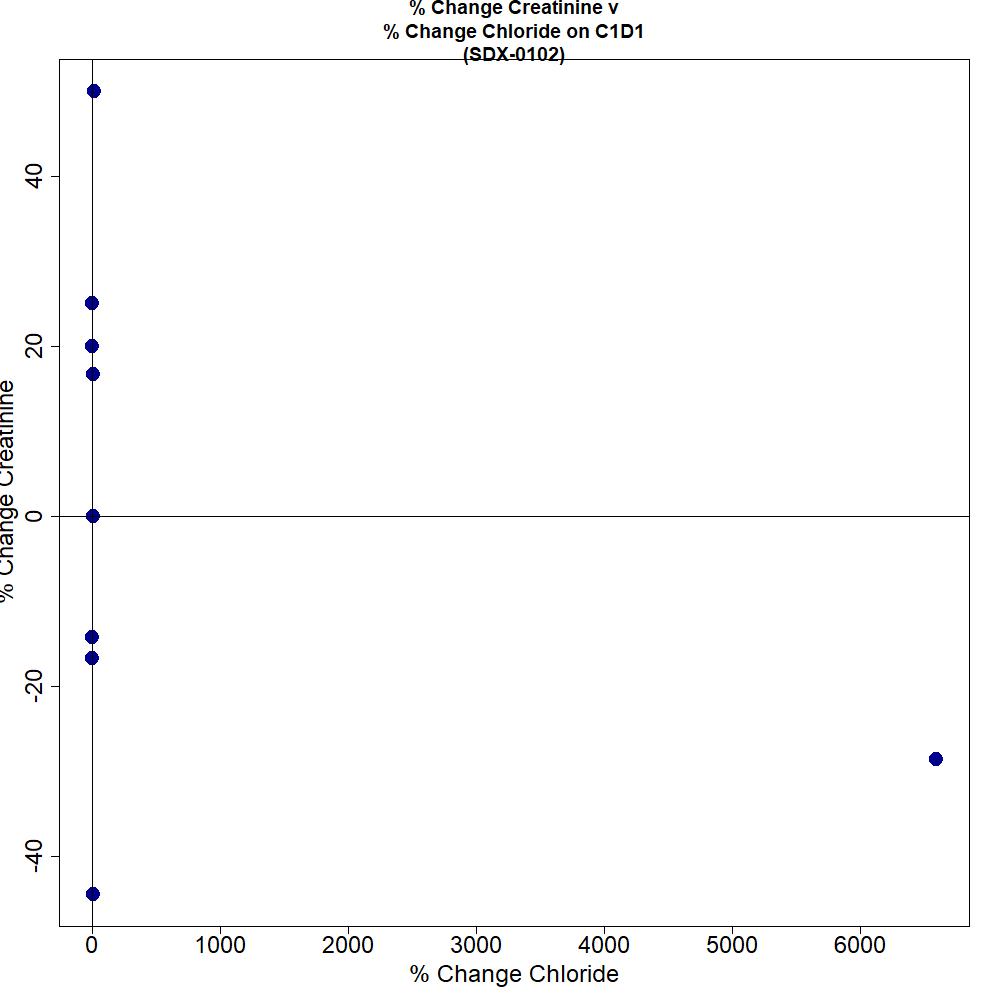 % Change Creatinine v
% Change Chloride on C1D1
(SDX-0102)
% Change Creatinine
40
20
0
-20
-40
0 1000 2000 3000 4000 5000 6000
% Change Chloride